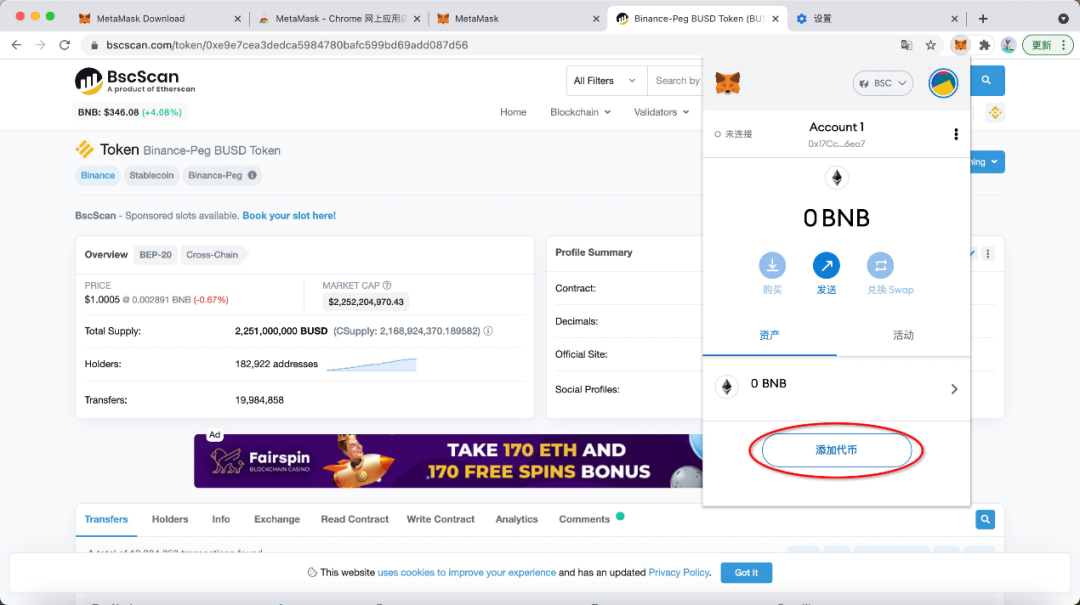 MetaMask Download
MetaMask - Chrome 网上应用店
MetaMask
Binance-Peg BUSD Token (BUS
设置
bscscan.com/token/0xe9e7cea3dedca5984780bafc599bd69add087d56
更新
BscScan
A product of Etherscan
All Filters
Search by
BNB: $346.08 (+4.08%)
Home
Blockchain
Validators
Token Binance-Peg BUSD Token
Binance
Stablecoin
Binance-Peg
BscScan - Sponsored slots available. Book your slot here!
Overview
BEP-20
Cross-Chain
PRICE
$1.0005 @ 0.002891 BNB (-0.67%)
MARKET CAP
$2,252,204,970.43
Total Supply:
2,251,000,000 BUSD (CSupply: 2,168,924,370.189582)
Holders:
182,922 addresses
Transfers:
19,984,858
Profile Summary
Contract:
Decimals:
Official Site:
Social Profiles:
BSC
未连接
Account 1
0x17Cc...6ea7
0 BNB
购买
发送
兑换 Swap
资产
活动
0 BNB
添加代币
Ad
Fairspin
BLOCKCHAIN CASINO
TAKE 170 ETH AND
170 FREE SPINS BONUS
Transfers
Holders
Info
Exchange
Read Contract
Write Contract
Analytics
Comments
This website uses cookies to improve your experience and has an updated Privacy Policy.
Got It